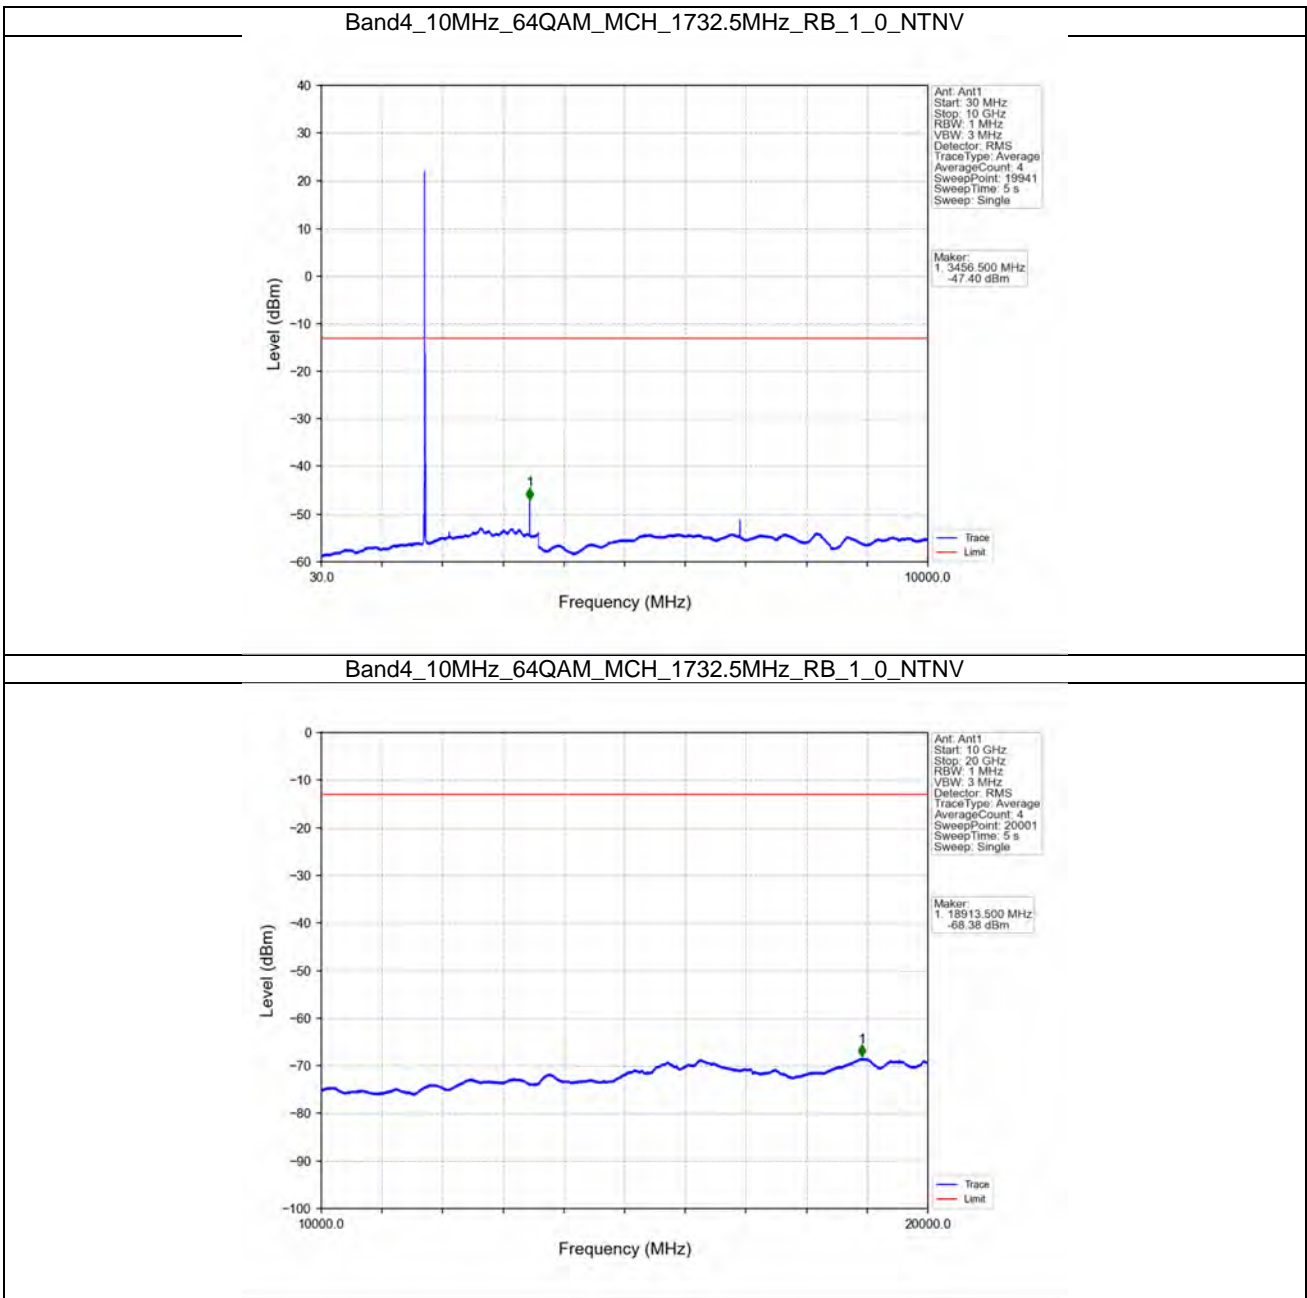 Band4_10MHz_64QAM_MCH_1732.5MHz_RB_1_0_NTNV
40
30
20
10
0
−10
−20
−30
−40
−50
−60
Level (dBm)
30.0
10000.0
Frequency (MHz)
1
Ant: Ant1
Start: 30 MHz
Stop: 10 GHz
RBW: 1 MHz
VBW: 3 MHz
Detector: RMS
TraceType: Average
AverageCount: 4
SweepPoint: 19941
SweepTime: 5 s
Sweep: Single
Maker:
1. 3456.500 MHz
-47.40 dBm
Trace
Limit
Band4_10MHz_64QAM_MCH_1732.5MHz_RB_1_0_NTNV
0
−10
−20
−30
−40
−50
−60
−70
−80
−90
−100
Level (dBm)
10000.0
20000.0
Frequency (MHz)
1
Ant: Ant1
Start: 10 GHz
Stop: 20 GHz
RBW: 1 MHz
VBW: 3 MHz
Detector: RMS
TraceType: Average
AverageCount: 4
SweepPoint: 20001
SweepTime: 5 s
Sweep: Single
Maker:
1. 18913.500 MHz
-68.38 dBm
Trace
Limit